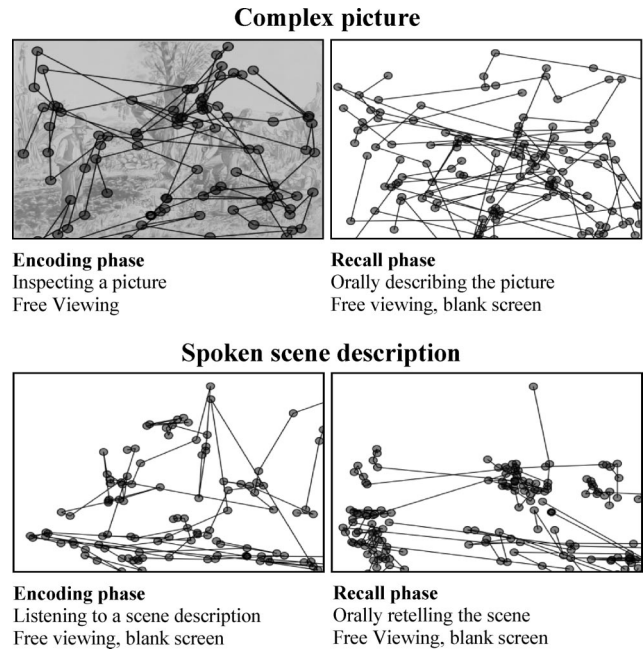 Complex picture
Encoding phase
Inspecting a picture
Free Viewing
Recall phase
Orally describing the picture
Free viewing, blank screen
Spoken scene description
Encoding phase
Listening to a scene description
Free viewing, blank screen
Recall phase
Orally retelling the scene
Free Viewing, blank screen